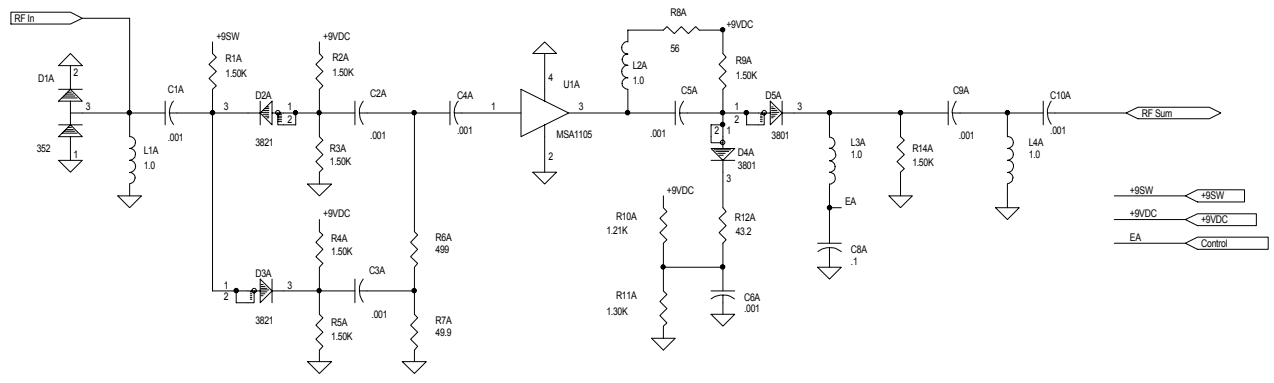 RF In
+9SW
+9VDC
R8A
+9VDC
56
D1A
2
3
352
1
R1A
1.50K
R2A
1.50K
L2A
1.0
U1A
4
R9A
1.50K
C1A
.001
3
D2A
1
2
3821
C2A
.001
C4A
.001
1
3
MSA1105
2
C5A
.001
1
2
D5A
3
3801
C9A
.001
C10A
.001
RF Sum
L1A
1.0
R3A
1.50K
2
1
D4A
3801
3
L3A
1.0
R14A
1.50K
L4A
1.0
+9VDC
R4A
1.50K
R6A
499
+9VDC
R10A
1.21K
R12A
43.2
EA
C8A
.1
+9SW
+9SW
+9VDC
+9VDC
EA
Control
1
2
D3A
3
3821
C3A
.001
R5A
1.50K
R7A
49.9
R11A
1.30K
C6A
.001